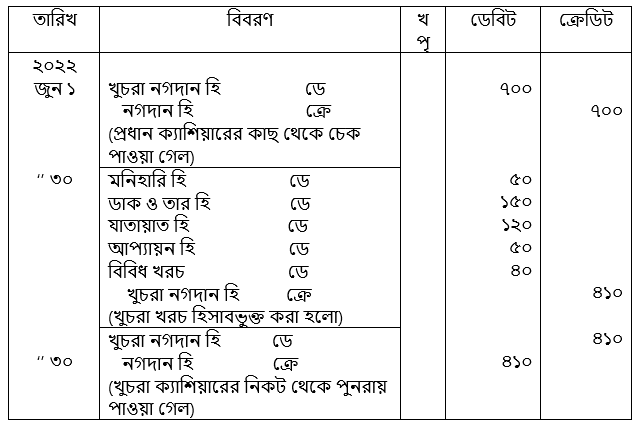 তারিখ বিবরণ খ পৃ ডেবিট ক্রেডিট
২০২২
জুন ১ খুচরা নগদান হি ডে ৭০০
নগদান হি ক্রে ৭০০
(প্রধান ক্যাশিয়ারের কাছ থেকে চেক
পাওয়া গেল)
“ ৩০ মনিহারি হি ডে ৫০
ডাক ও তার হি ডে ১৫০
যাতায়াত হি ডে ১২০
আপ্যায়ন হি ডে ৫০
বিবিধ খরচ ডে ৪০
খুচরা নগদান হি ক্রে ৪১০
(খুচরা খরচ হিসাবভুক্ত করা হলো)
খুচরা নগদান হি ডে ৪১০
“ ৩০ নগদান হি ক্রে ৪১০
(খুচরা ক্যাশিয়ারের নিকট থেকে পুনরায়
পাওয়া গেল)